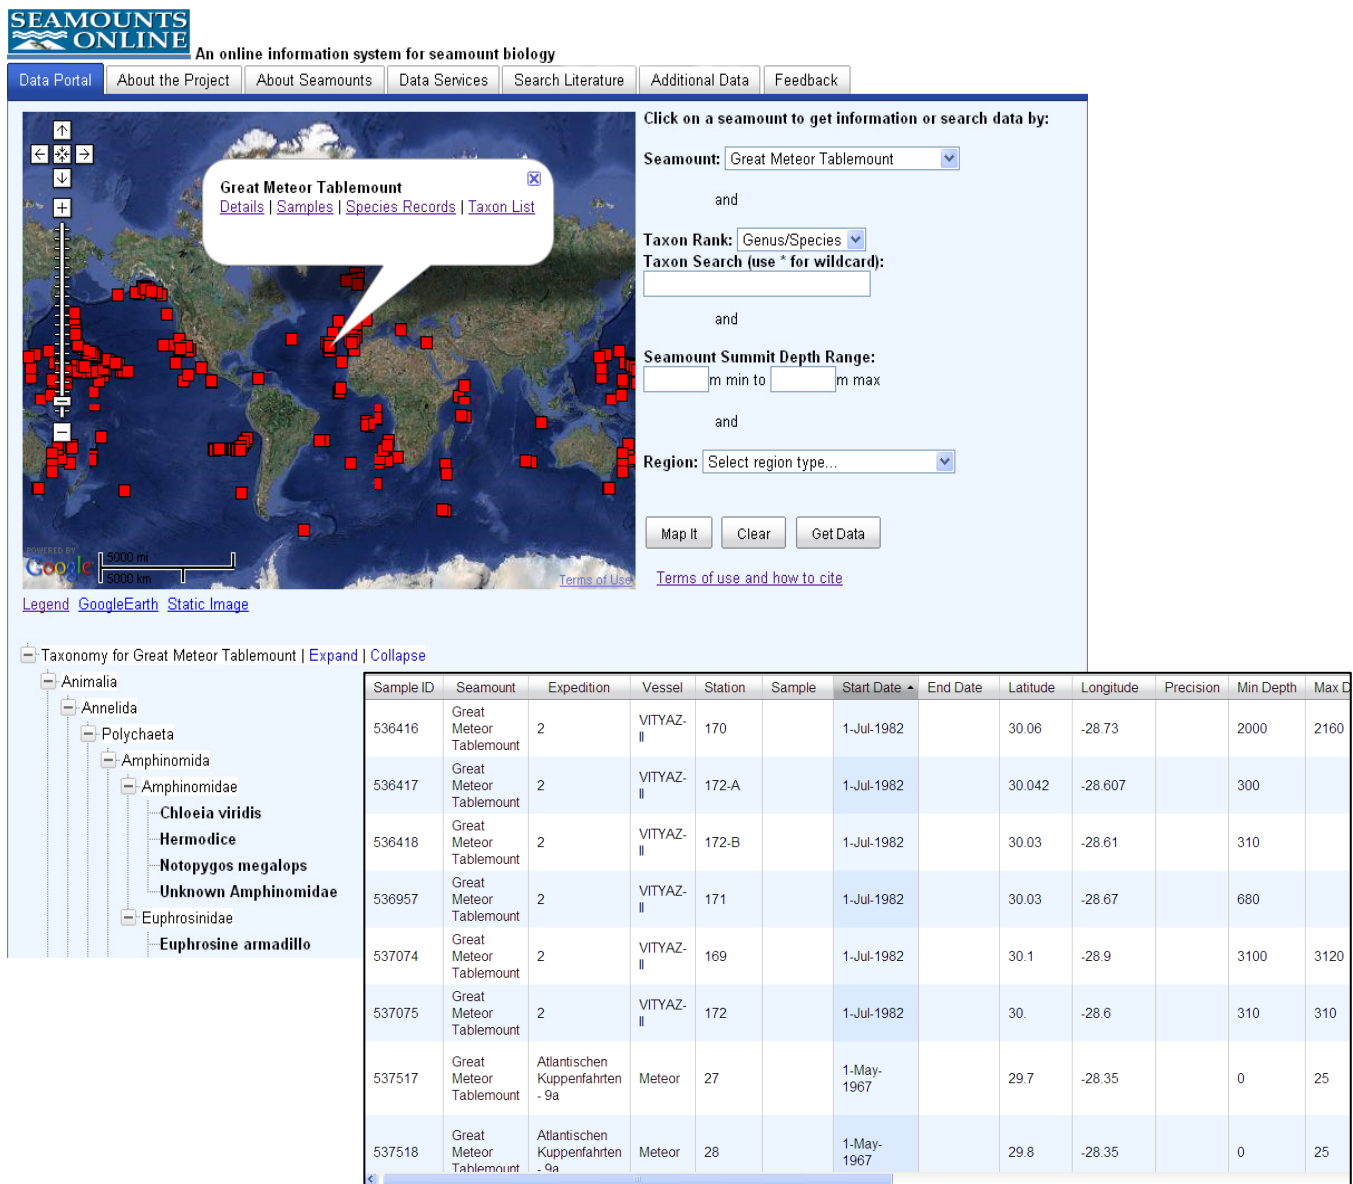 SEAMOUNTS
ONLINE
An online information system for seamount biology
Data Portal About the Project About Seamounts Data Services Search Literature Additional Data Feedback
Click on a seamount to get information or search data by:
Great Meteor Tablemount
Details | Samples | Species Records | Taxon List
Seamount: Great Meteor Tablemount
and
Taxon Rank: Genus/Species
Taxon Search (use * for wildcard):
and
Seamount Summit Depth Range:
m min to m max
and
Region: Select region type...
Map It Clear Get Data
POWERED BY
Google
5000 mi
5000 km
Terms of Use
Terms of use and how to cite
Legend GoogleEarth Static Image
Taxonomy for Great Meteor Tablemount | Expand | Collapse
Animalia
Annelida
Polychaeta
Amphinomida
Amphinomidae
Chloeia viridis
Hermodice
Notopygos megalops
Unknown Amphinomidae
Euphrosinidae
Euphrosine armadillo
Sample ID Seamount Expedition Vessel Station Sample Start Date End Date Latitude Longitude Precision Min Depth Max D
Great
536416 Meteor 2 VITYAZ- 170 1-Jul-1982 30.06 -28.73 2000 2160
Tablemount II
Great
536417 Meteor 2 VITYAZ- 172-A 1-Jul-1982 30.042 -28.607 300
Tablemount II
Great
536418 Meteor 2 VITYAZ- 172-B 1-Jul-1982 30.03 -28.61 310
Tablemount II
Great
536957 Meteor 2 VITYAZ- 171 1-Jul-1982 30.03 -28.67 680
Tablemount II
Great
537074 Meteor 2 VITYAZ- 169 1-Jul-1982 30.1 -28.9 3100 3120
Tablemount II
Great
537075 Meteor 2 VITYAZ- 172 1-Jul-1982 30. -28.6 310 310
Tablemount II
Great Atlantischen 1-May-
537517 Meteor Kuppenfahrten Meteor 27 1967 29.7 -28.35 0 25
Tablemount - 9a
Great Atlantischen 1-May-
537518 Meteor Kuppenfahrten Meteor 28 1967 29.8 -28.35 0 25
Tablemount - 9a